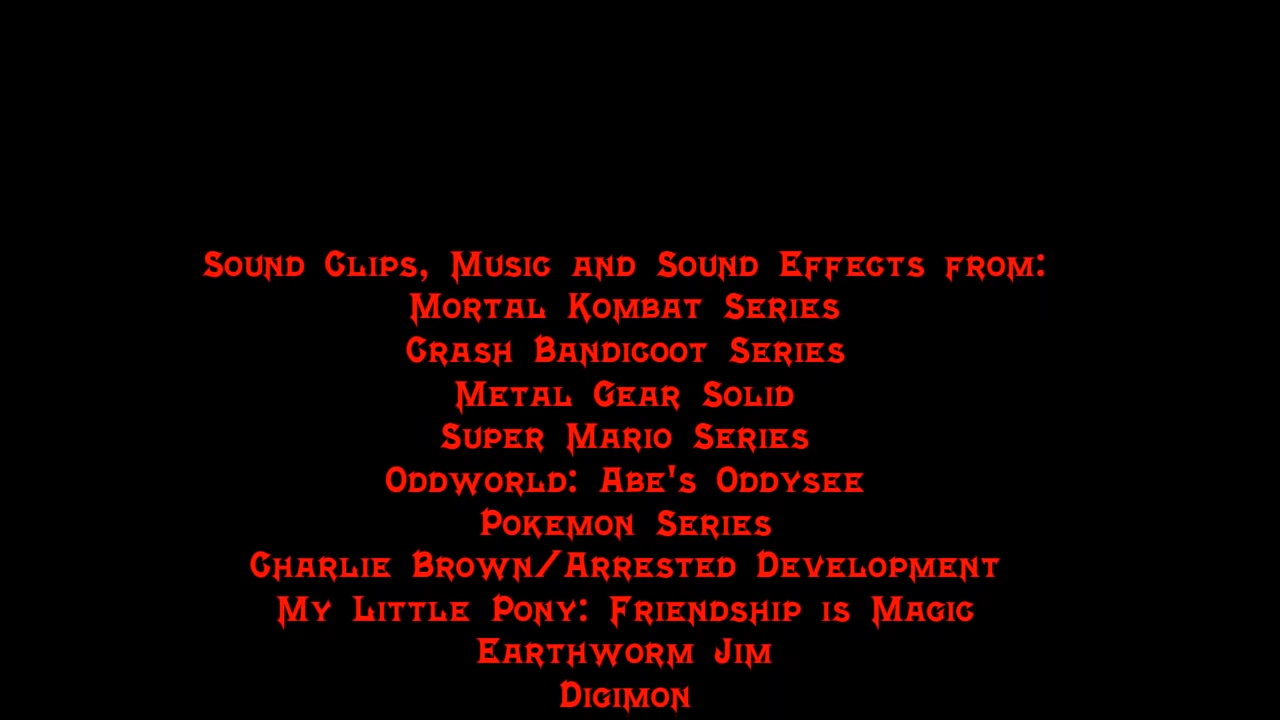 Sound Clips, Music and Sound Effects from:
Mortal Kombat Series
Crash Bandicoot Series
Metal Gear Solid
Super Mario Series
Oddworld: Abe's Oddysee
Pokemon Series
Charlie Brown/Arrested Development
My Little Pony: Friendship is Magic
Earthworm Jim
Digimon